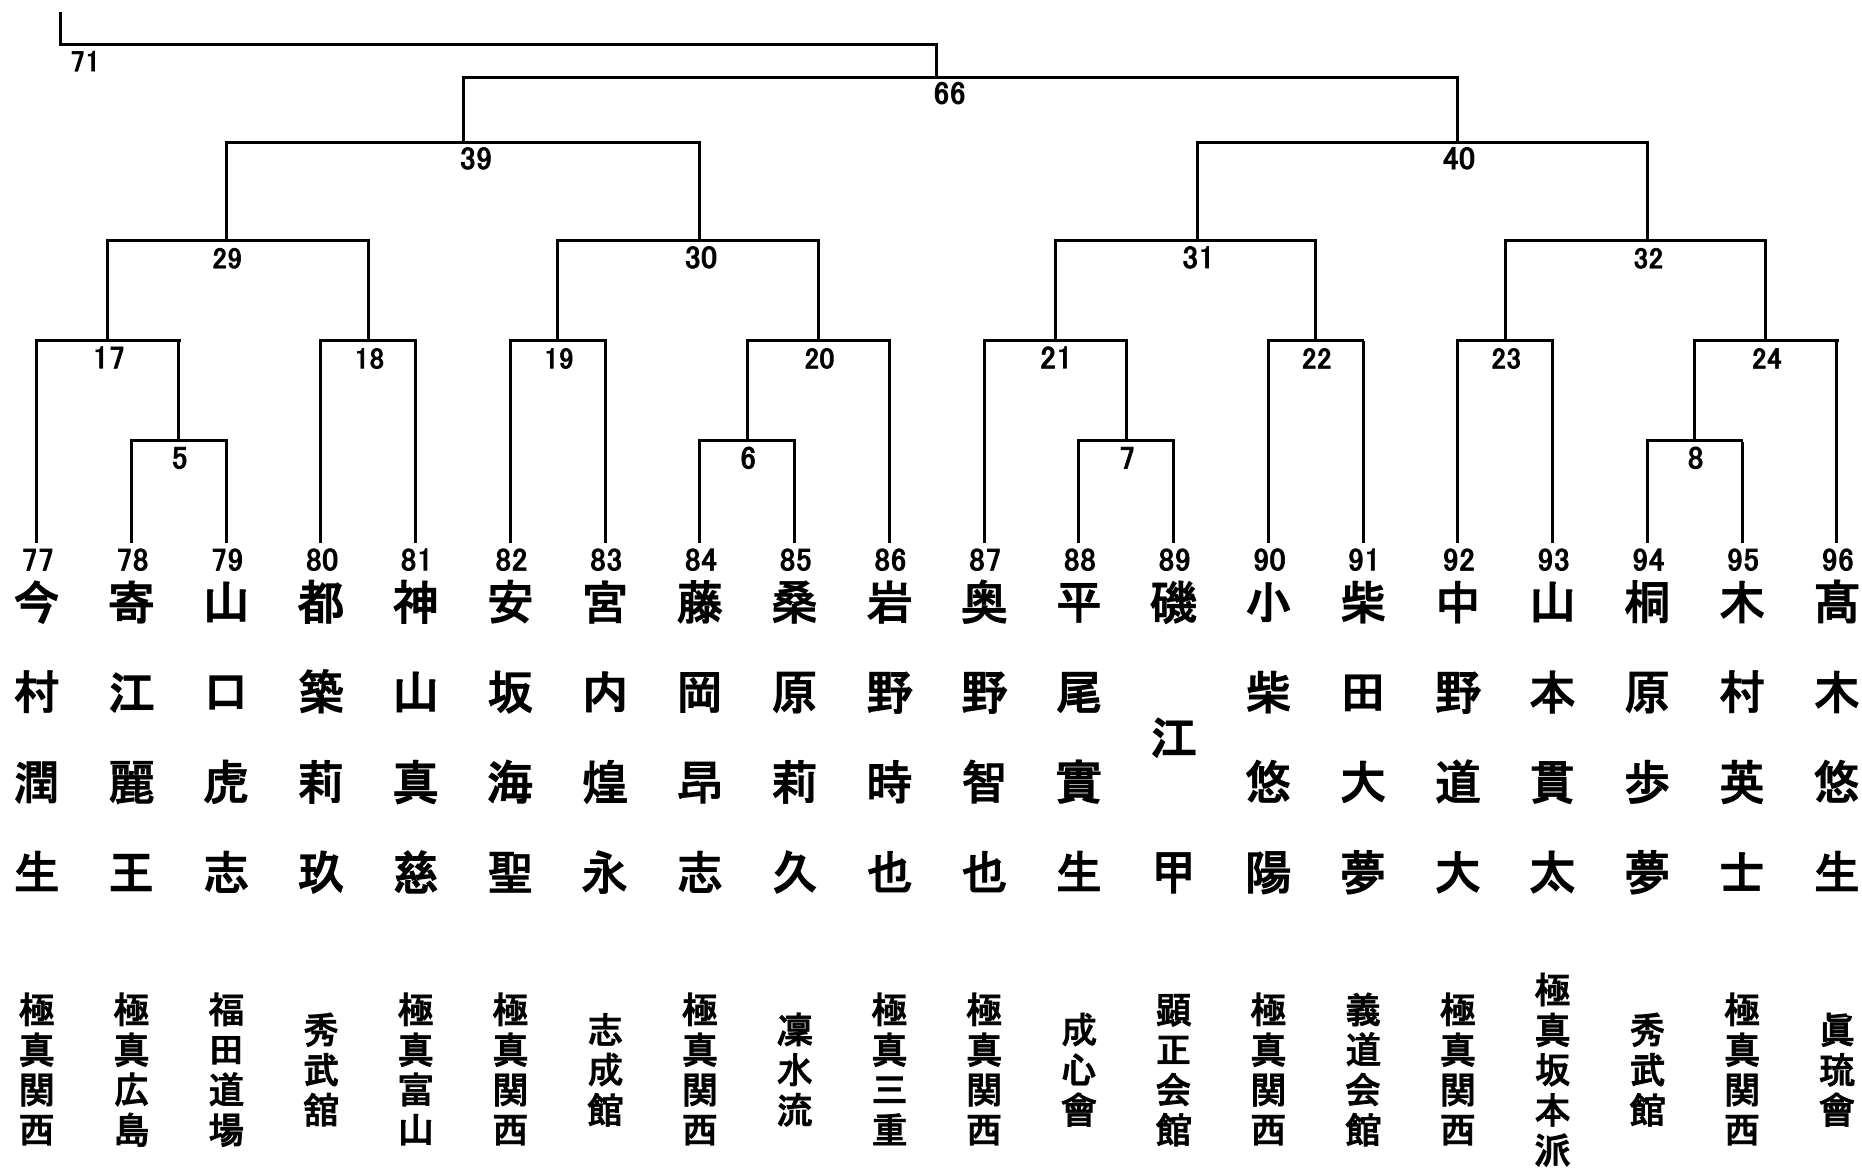 71
66
39
40
29
30
31
32
17
18
19
20
21
22
23
24
5
6
7
8
77
今村潤生
極真関西
78
寄江麗王
極真広島
79
山口虎志
福田道場
80
都築莉玖
秀武舘
81
神山真慈
極真富山
82
安坂海聖
極真関西
83
宮内煌永
志成館
84
藤岡昂志
極真関西
85
桑原莉久
凜水流
86
岩野時也
極真三重
87
奥野智也
極真関西
88
平尾實生
成心會
89
磯江甲
顕正会館
90
小柴悠陽
極真関西
91
柴田大夢
義道会館
92
中野道大
極真関西
93
山本貫太
極真坂本派
94
桐原歩夢
秀武館
95
木村英士
極真関西
96
髙木悠生
眞琉會